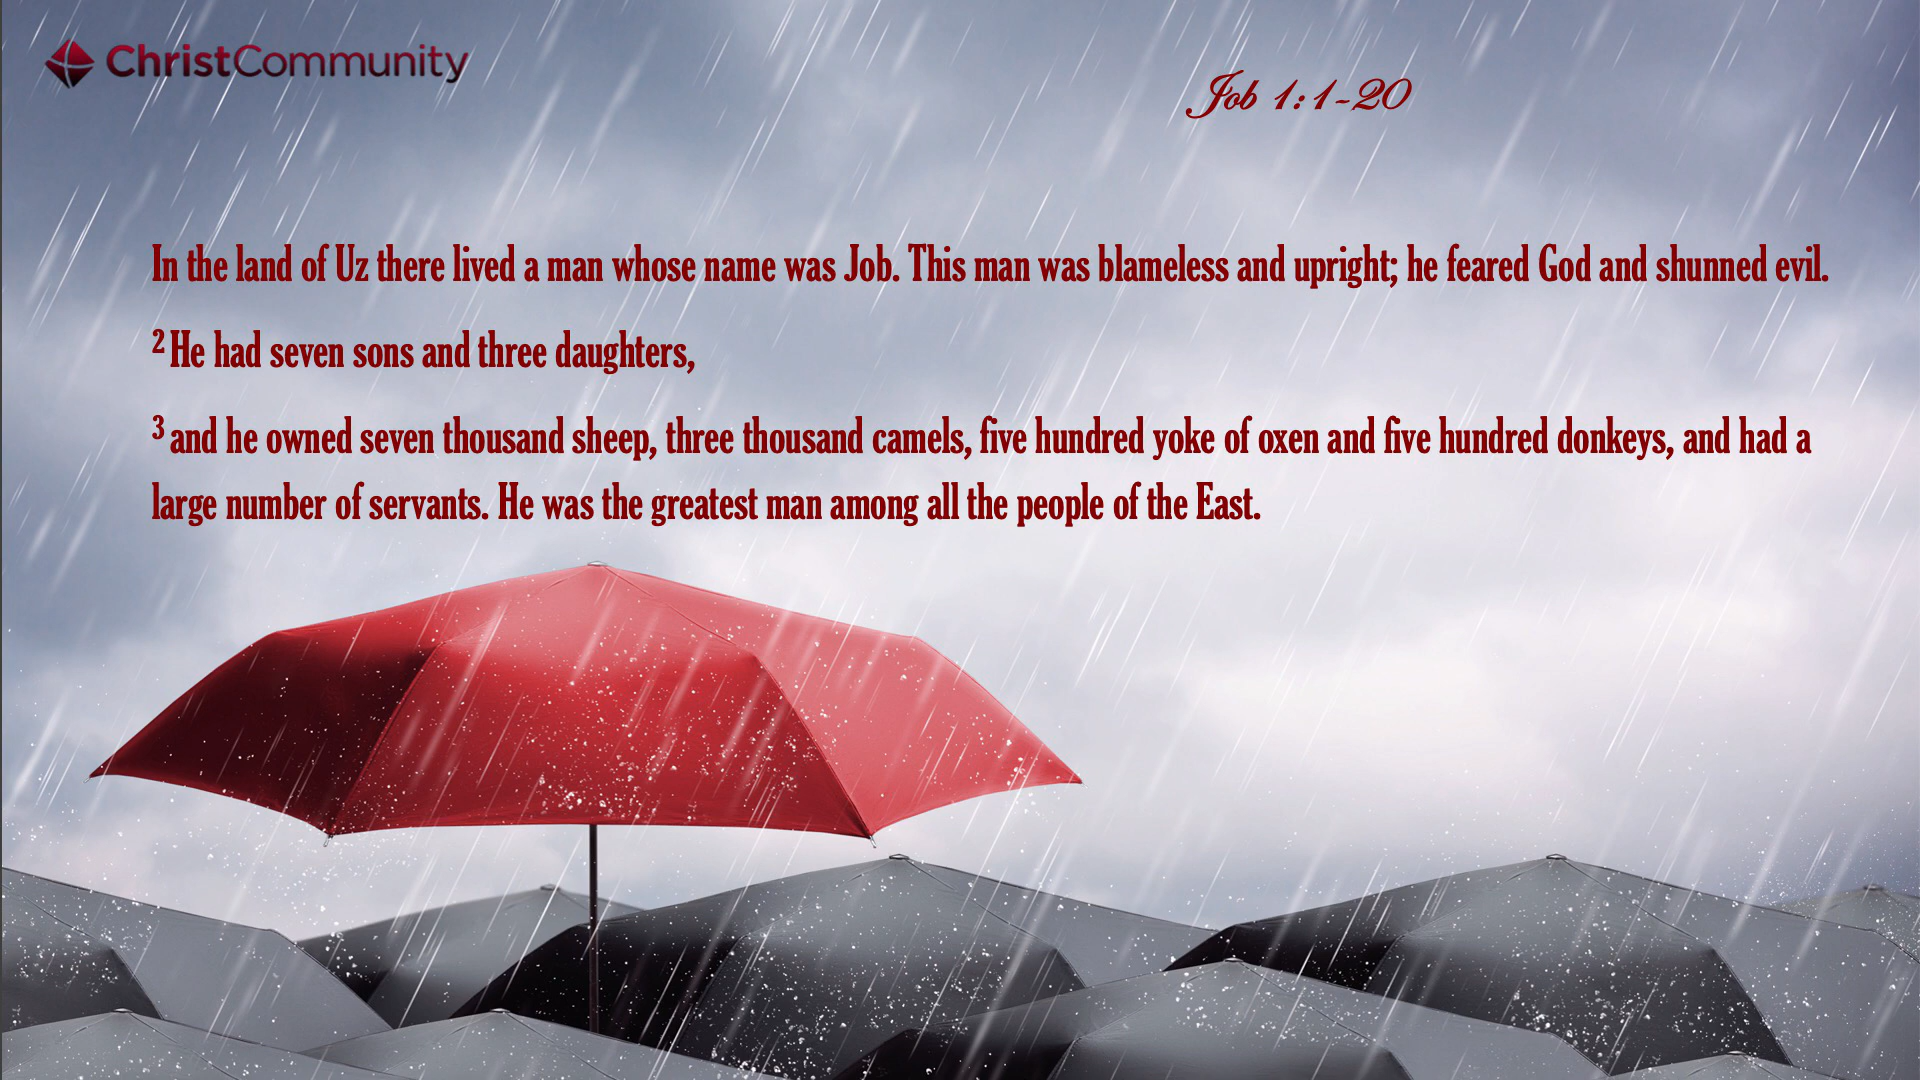 ChristCommunity
Job 1:1-20
In the land of Uz there lived a man whose name was Job. This man was blameless and upright; he feared God and shunned evil.
2 He had seven sons and three daughters,
3 and he owned seven thousand sheep, three thousand camels, five hundred yoke of oxen and five hundred donkeys, and had a
large number of servants. He was the greatest man among all the people of the East.